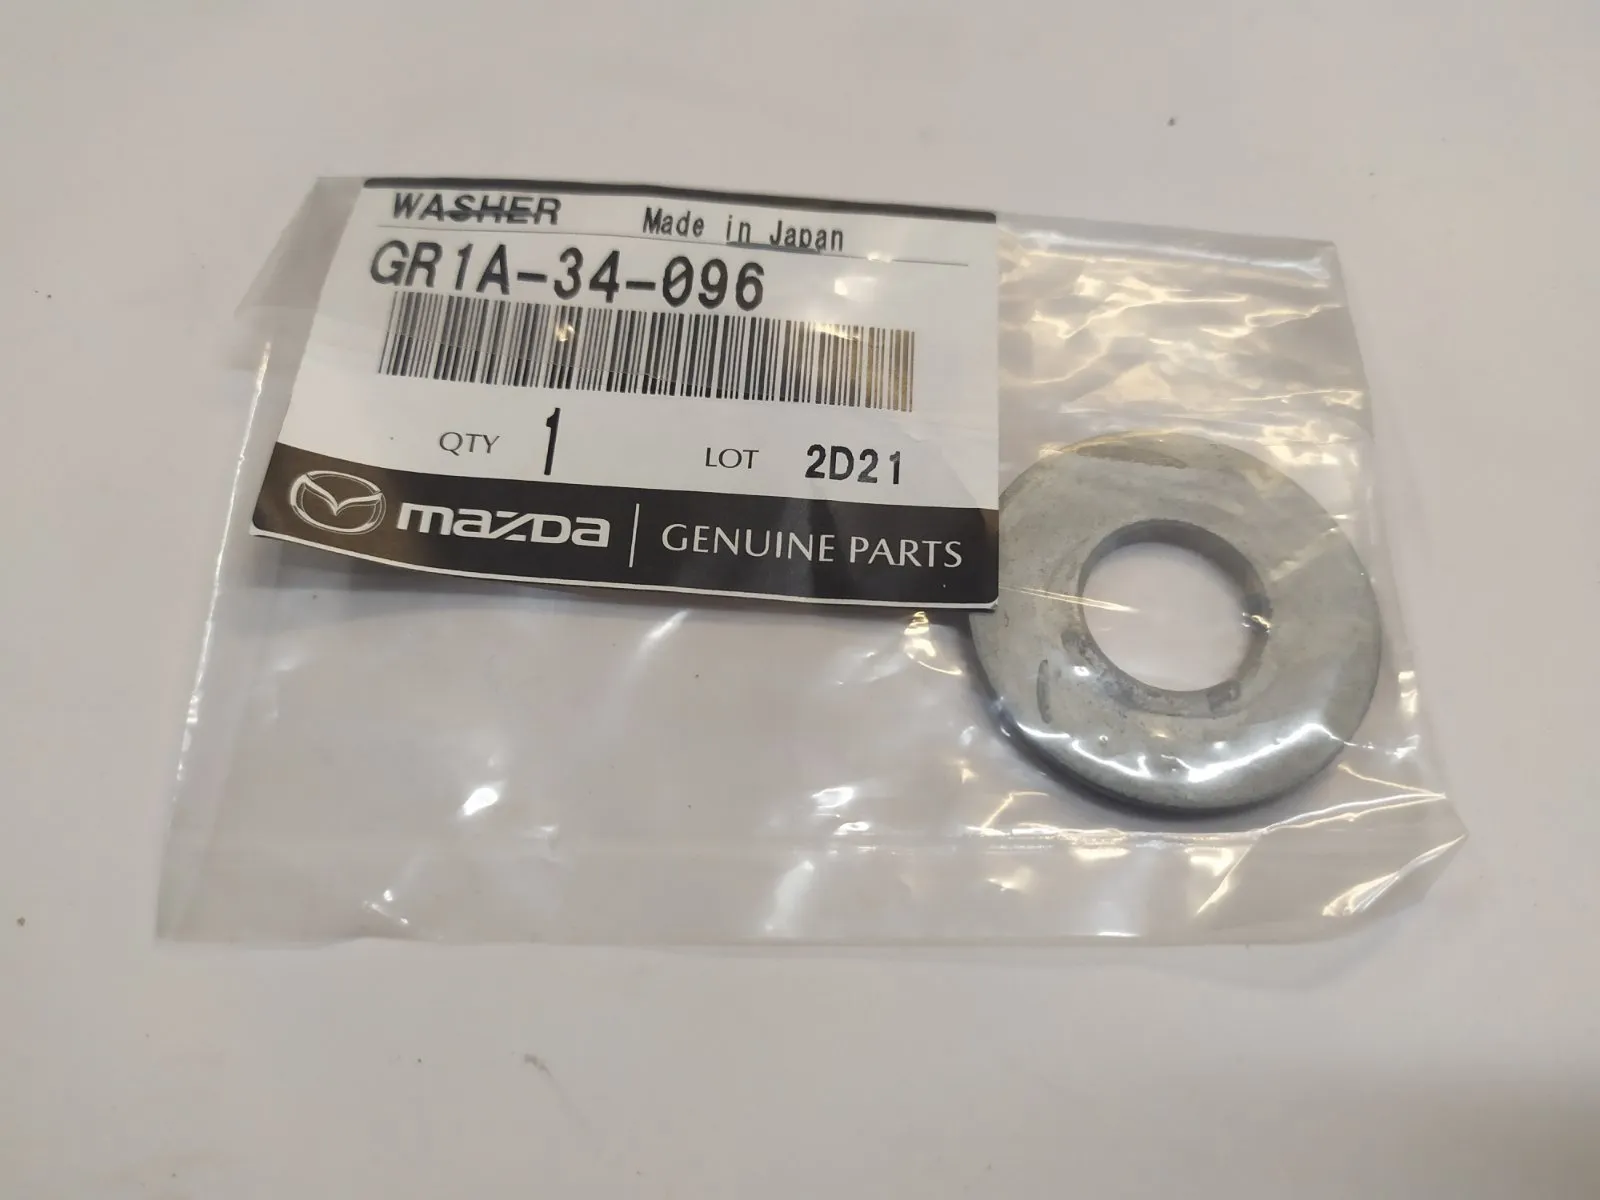 WASHER Made in Japan
GR1A-34-096
QTY 1 LOT 2D21
mazda GENUINE PARTS